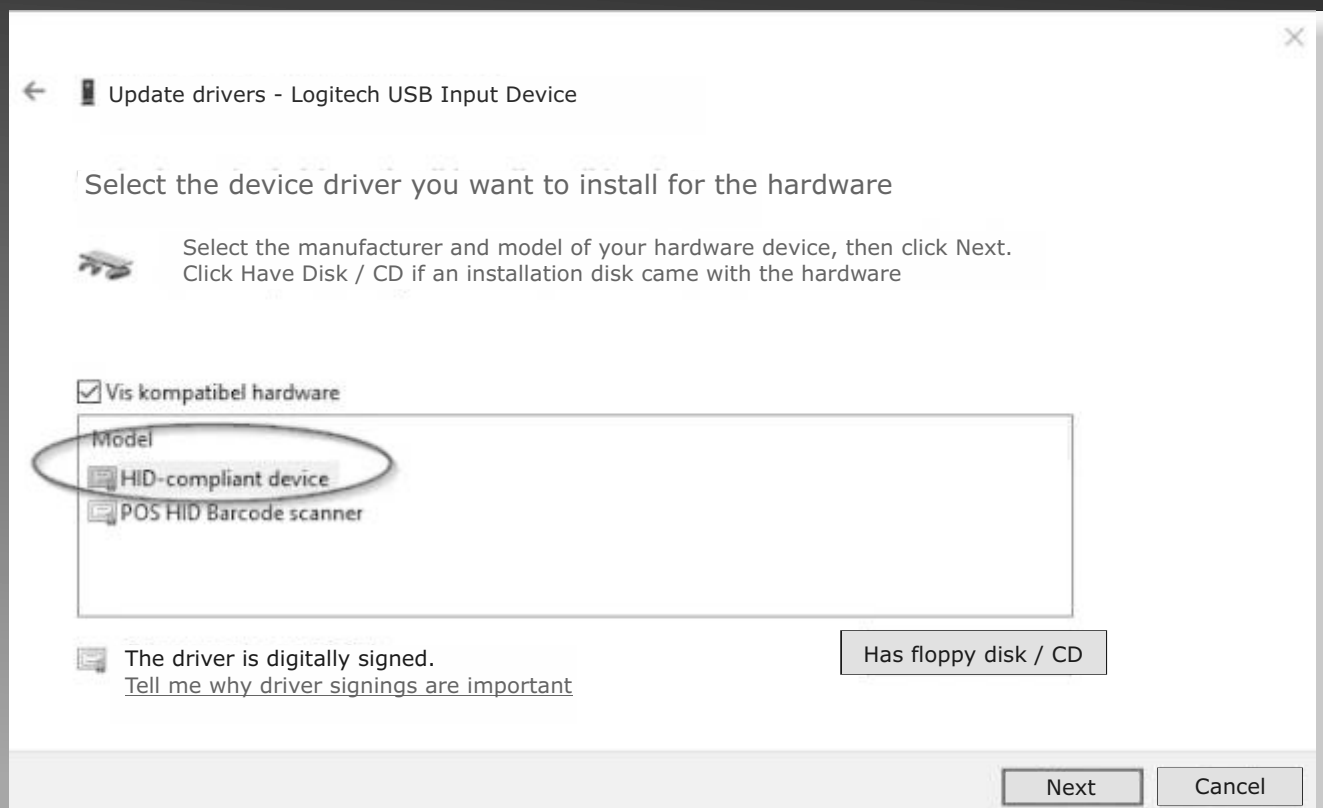 Update drivers - Logitech USB Input Device
Select the device driver you want to install for the hardware
Select the manufacturer and model of your hardware device, then click Next.
Click Have Disk / CD if an installation disk came with the hardware
Vis kompatibel hardware
Model
HID-compliant device
POS HID Barcode scanner
The driver is digitally signed.
Tell me why driver signings are important
Has floppy disk / CD
Next
Cancel